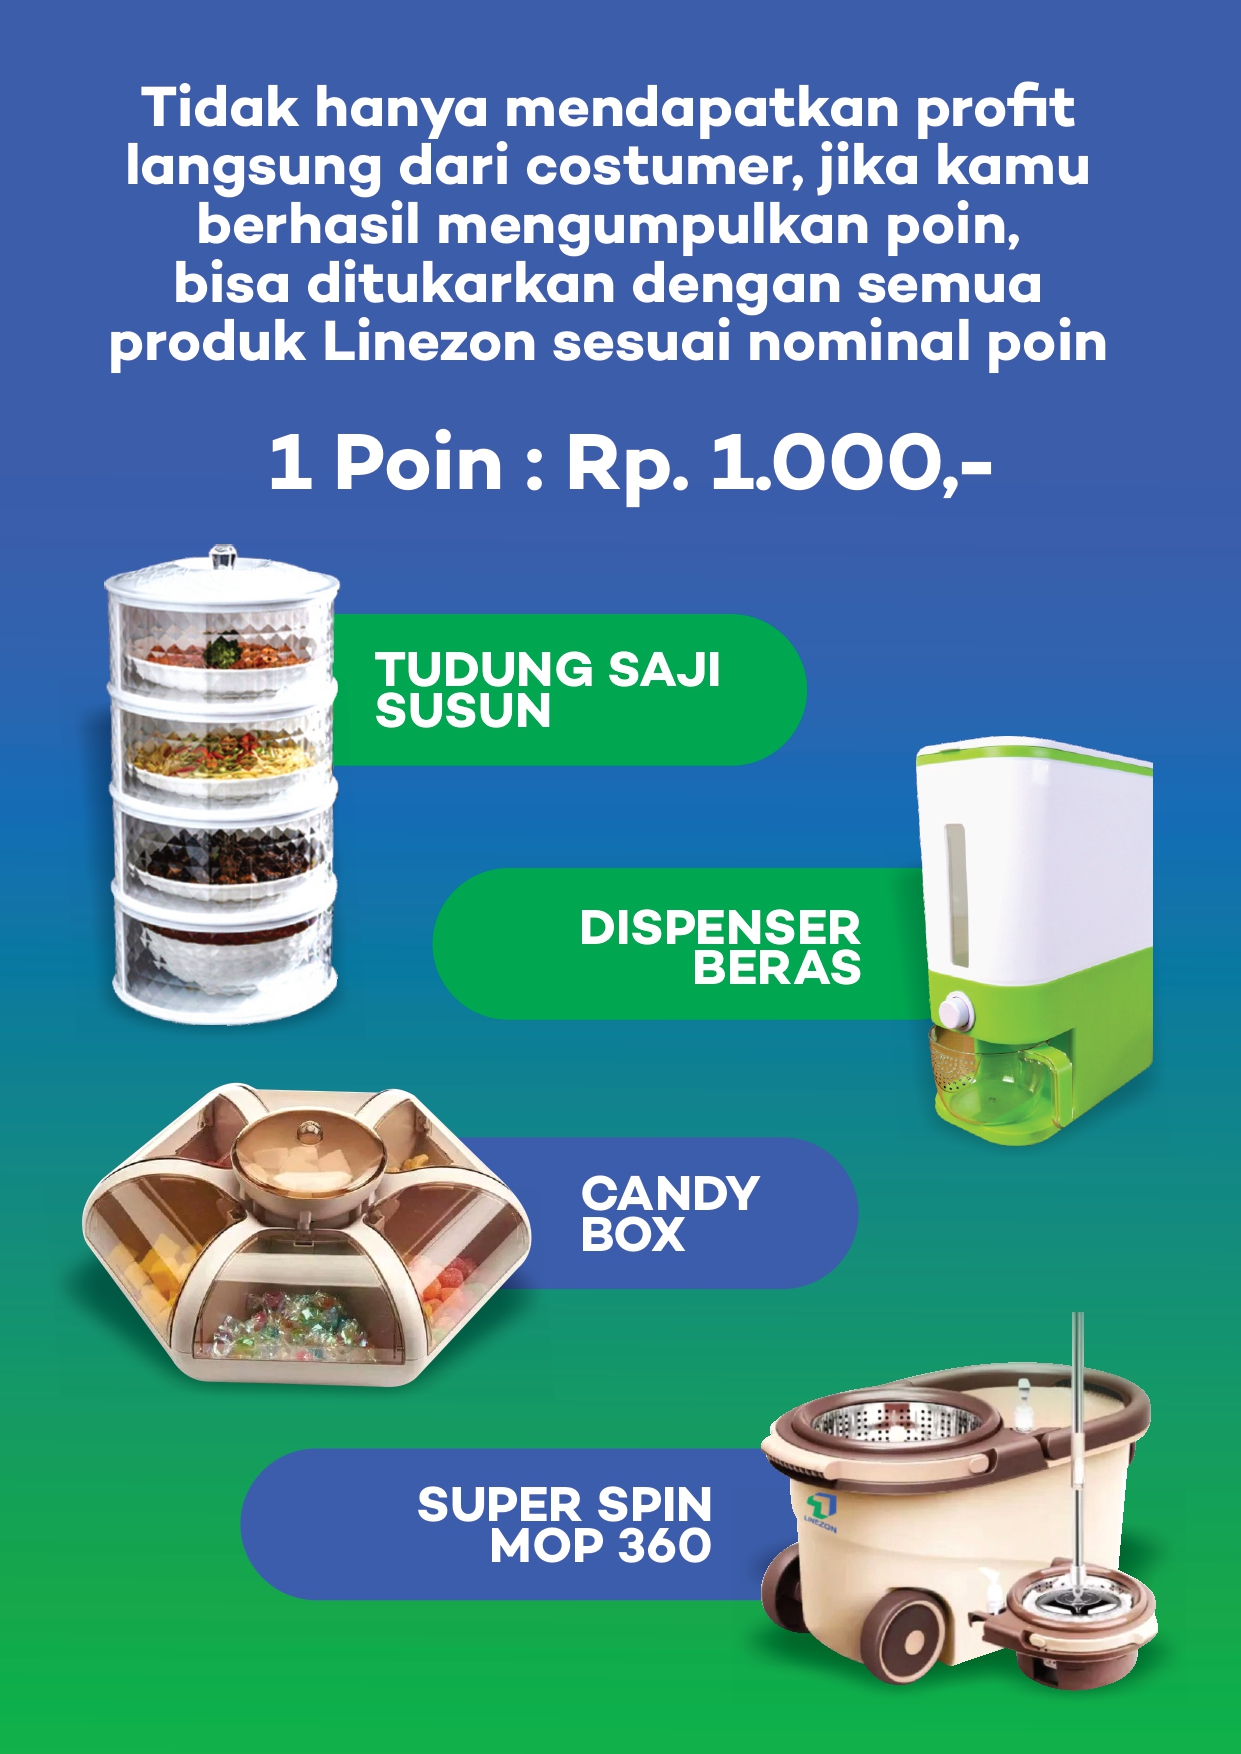 Tidak hanya mendapatkan profit
langsung dari costumer, jika kamu
berhasil mengumpulkan poin,
bisa ditukarkan dengan semua
produk Linezon sesuai nominal poin
1 Poin : Rp. 1.000,-
TUDUNG SAJI
SUSUN
DISPENSER
BERAS
CANDY
BOX
SUPER SPIN
MOP 360
LINEZON